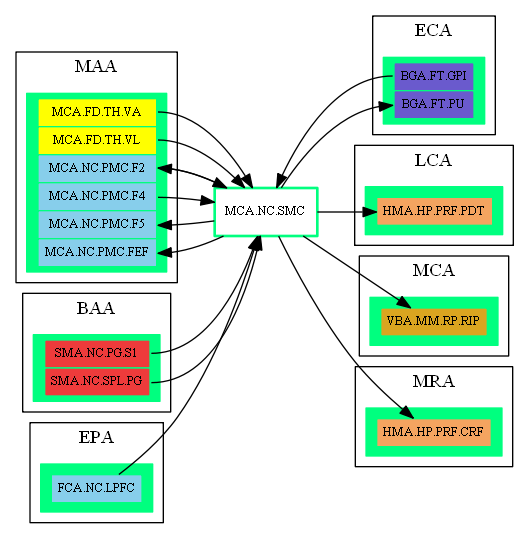 MAA
MCA.FD.TH.VA
MCA.FD.TH.VL
MCA.NC.PMC.F2
MCA.NC.PMC.F4
MCA.NC.PMC.F5
MCA.NC.PMC.FEF
BAA
SMA.NC.PG.S1
SMA.NC.SPL.PG
EPA
FCA.NC.LPFC
MCA.NC.SMC
ECA
BGA.FT.GPI
BGA.FT.PU
LCA
HMA.HP.PRF.PDT
MCA
VBA.MM.RP.RIP
MRA
HMA.HP.PRF.CRF